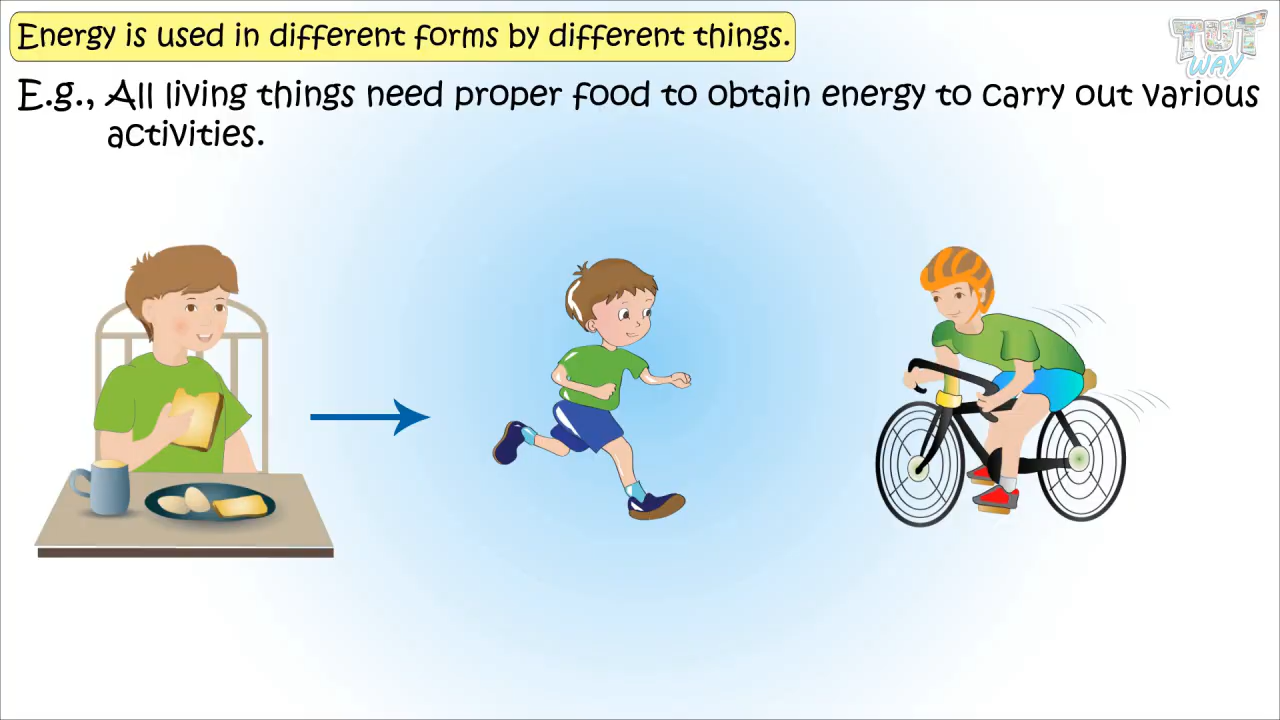 Energy is used in different forms by different things.
TUT
WAY
E.g., All living things need proper food to obtain energy to carry out various
activities.